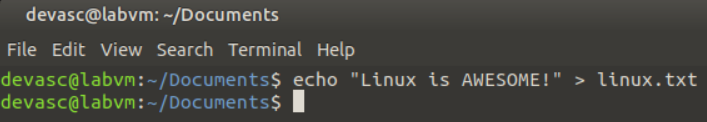 devasc@labvm: ~/Documents
File Edit View Search Terminal Help
devasc@labvm:~/Documents$ echo "Linux is AWESOME!" > linux.txt
devasc@labvm:~/Documents$